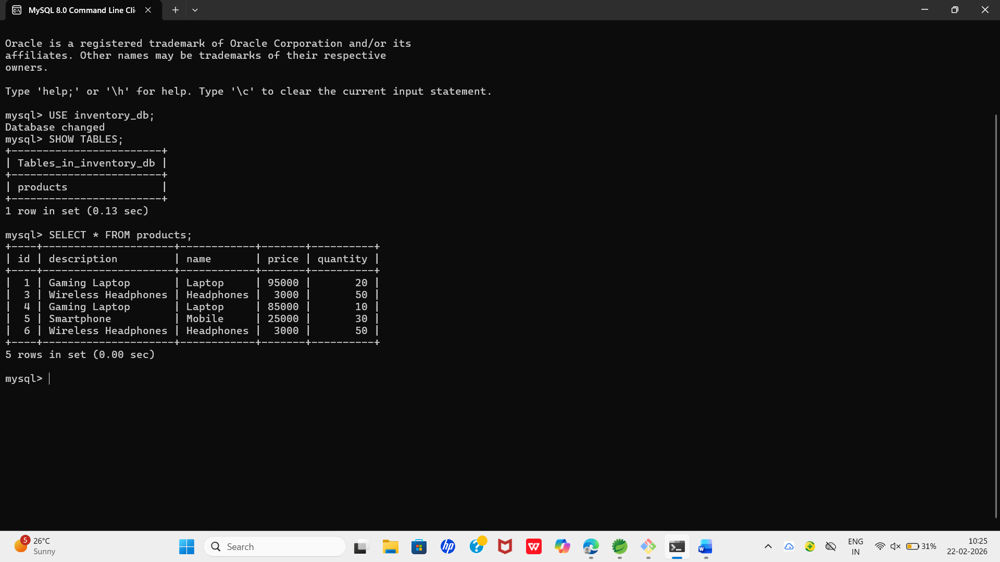 MySQL 8.0 Command Line Cli
Oracle is a registered trademark of Oracle Corporation and/or its
affiliates. Other names may be trademarks of their respective
owners.
Type 'help;' or '\h' for help. Type '\c' to clear the current input statement.
mysql> USE inventory_db;
Database changed
mysql> SHOW TABLES;
+------------------------+
| Tables_in_inventory_db |
+------------------------+
| products               |
+------------------------+
1 row in set (0.13 sec)
mysql> SELECT * FROM products;
+----+---------------------+------------+-------+----------+
| id | description         | name       | price | quantity |
+----+---------------------+------------+-------+----------+
|  1 | Gaming Laptop       | Laptop     | 95000 |       20 |
|  3 | Wireless Headphones | Headphones |  3000 |       50 |
|  4 | Gaming Laptop       | Laptop     | 85000 |       10 |
|  5 | Smartphone          | Mobile     | 25000 |       30 |
|  6 | Wireless Headphones | Headphones |  3000 |       50 |
+----+---------------------+------------+-------+----------+
5 rows in set (0.00 sec)
mysql>
5
26°C
Sunny
Search
hp
?
W
W
ENG
IN
31%
10:25
22-02-2026